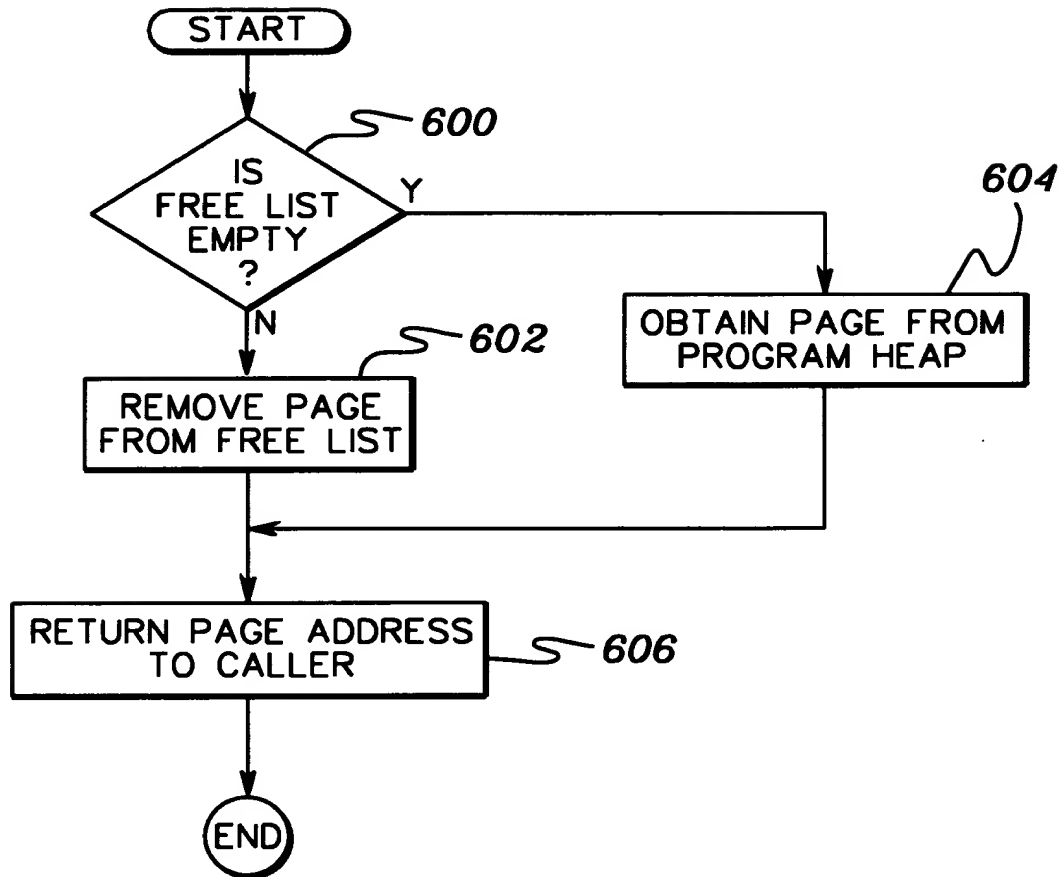 START
600
IS
FREE LIST
EMPTY
?
Y
N
604
OBTAIN PAGE FROM
PROGRAM HEAP
602
REMOVE PAGE
FROM FREE LIST
RETURN PAGE ADDRESS
TO CALLER
606
END